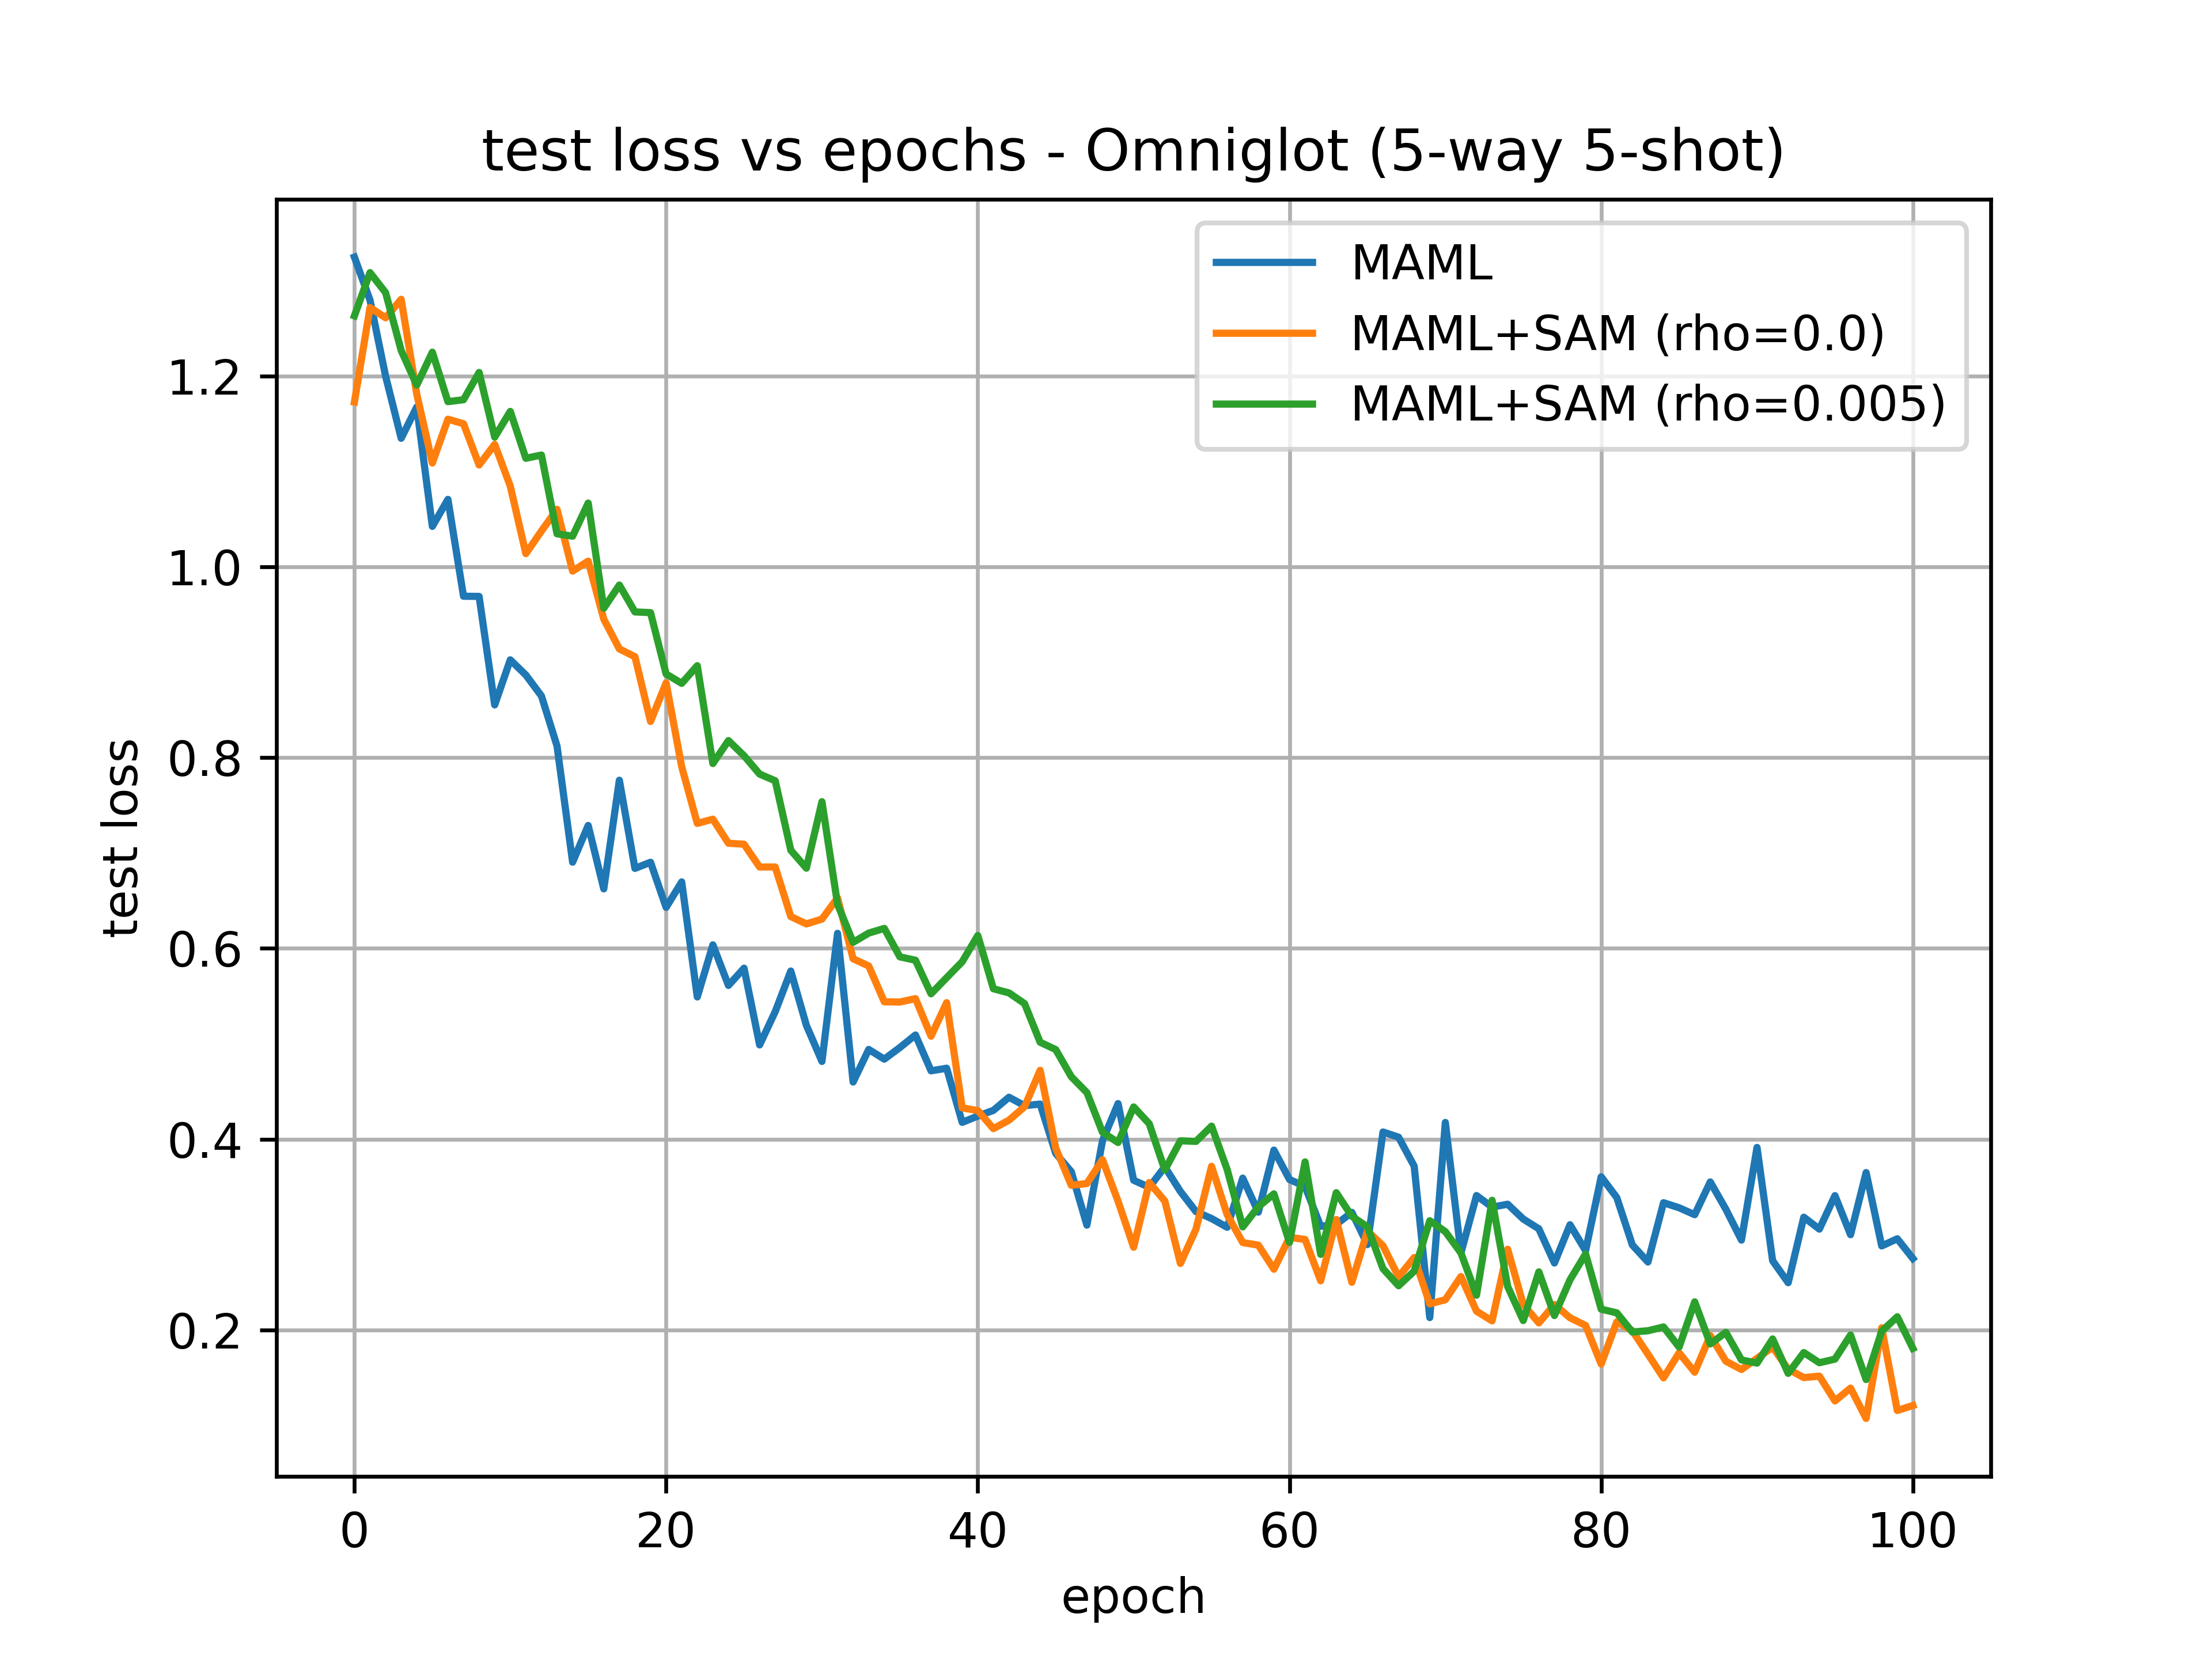 test loss vs epochs - Omniglot (5-way 5-shot)
MAML
MAML+SAM (rho=0.0)
MAML+SAM (rho=0.005)
1.2
1.0
0.8
0.6
0.4
0.2
test loss
0 20 40 60 80 100
epoch